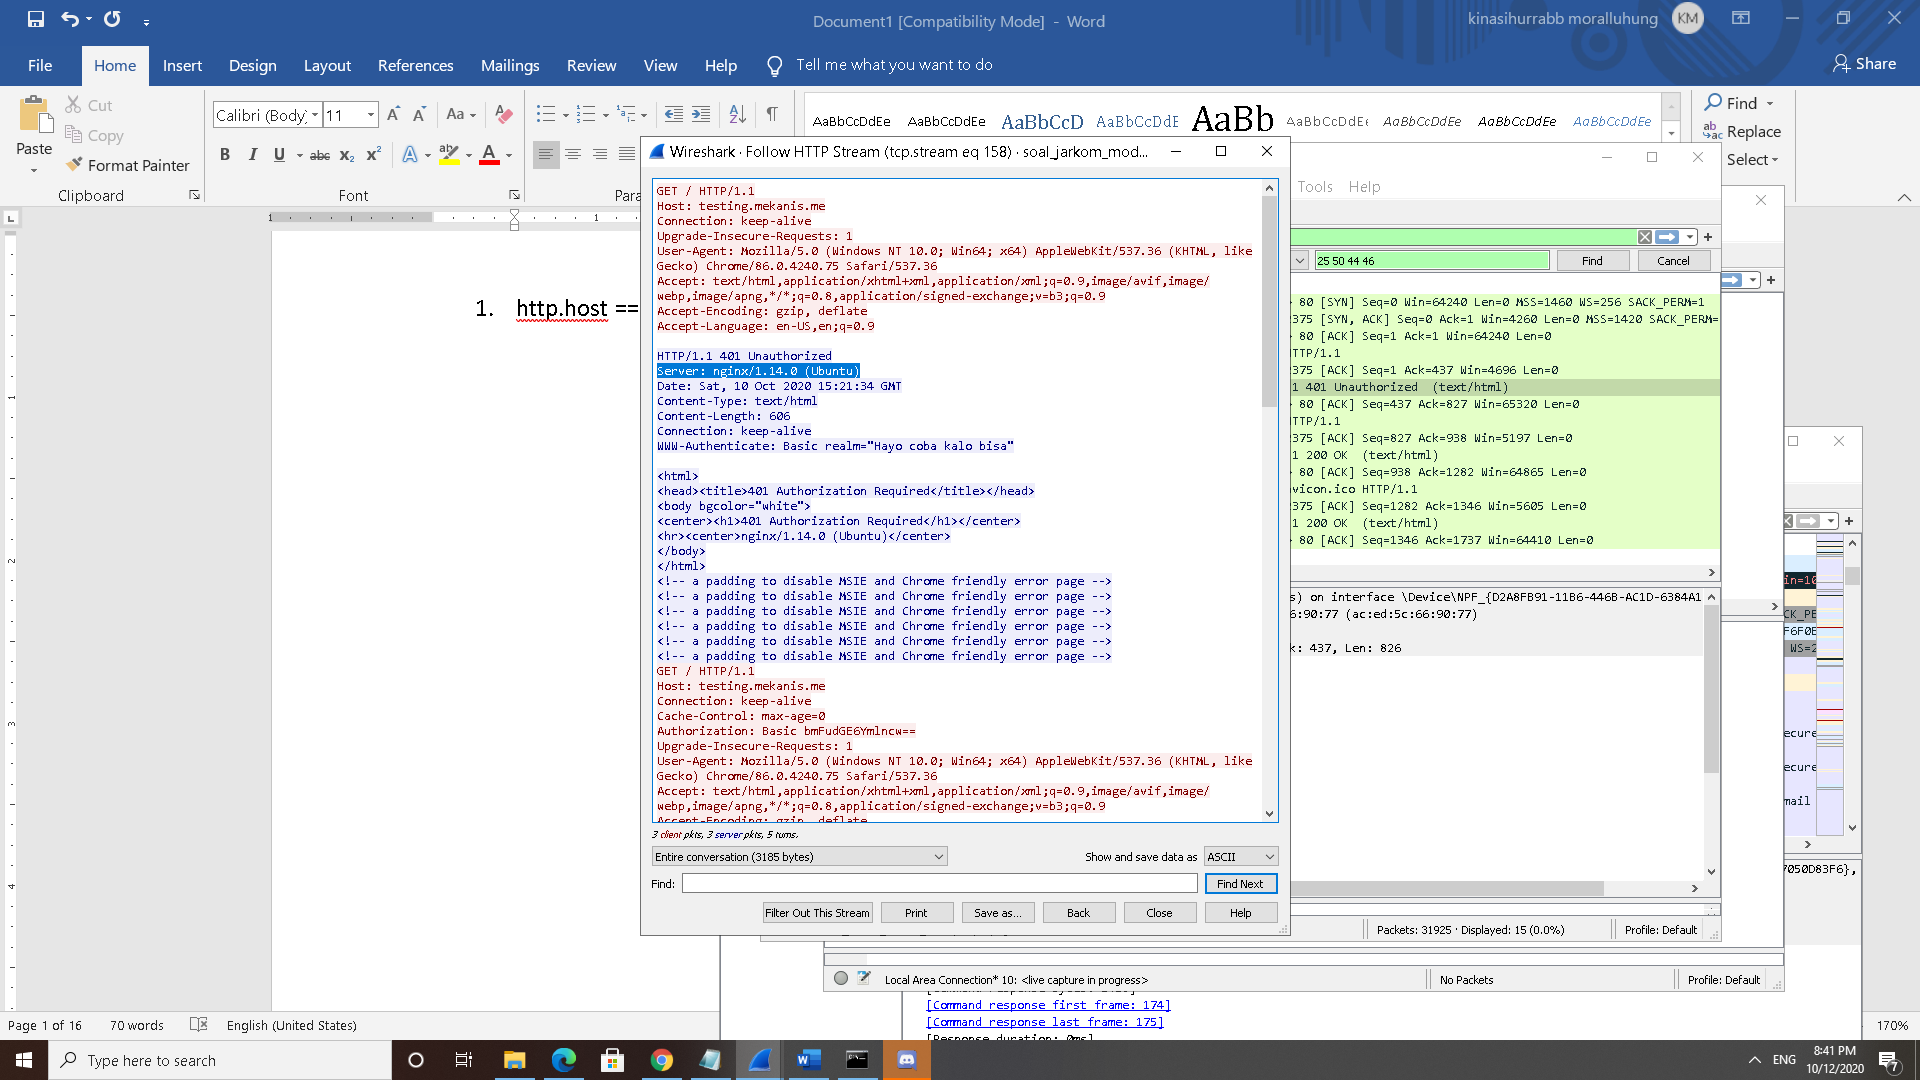 Document1 [Compatibility Mode] - Word
kinasihurrabb moralluhung
KM
File Home Insert Design Layout References Mailings Review View Help Tell me what you want to do
Share
Paste
Cut
Copy
Format Painter
Clipboard
Calibri (Body) 11
Font
AaBbCcDdEe AaBbCcDdEe AaBbCcD AaBbCcDdE AaBb AaBbCcDdEe AaBbCcDdEe AaBbCcDdEe AaBbCcDdEe
Find
Replace
Select
1. http.host ==
Wireshark · Follow HTTP Stream (tcp.stream eq 158) · soal_jarkom_mod...
GET / HTTP/1.1
Host: testing.mekanis.me
Connection: keep-alive
Upgrade-Insecure-Requests: 1
User-Agent: Mozilla/5.0 (Windows NT 10.0; Win64; x64) AppleWebKit/537.36 (KHTML, like
Gecko) Chrome/86.0.4240.75 Safari/537.36
Accept: text/html,application/xhtml+xml,application/xml;q=0.9,image/avif,image/
webp,image/apng,*/*;q=0.8,application/signed-exchange;v=b3;q=0.9
Accept-Encoding: gzip, deflate
Accept-Language: en-US,en;q=0.9
HTTP/1.1 401 Unauthorized
Server: nginx/1.14.0 (Ubuntu)
Date: Sat, 10 Oct 2020 15:21:34 GMT
Content-Type: text/html
Content-Length: 606
Connection: keep-alive
WWW-Authenticate: Basic realm="Hayo coba kalo bisa"
<html>
<head><title>401 Authorization Required</title></head>
<body bgcolor="white">
<center><h1>401 Authorization Required</h1></center>
<hr><center>nginx/1.14.0 (Ubuntu)</center>
</body>
</html>
<!-- a padding to disable MSIE and Chrome friendly error page -->
<!-- a padding to disable MSIE and Chrome friendly error page -->
<!-- a padding to disable MSIE and Chrome friendly error page -->
<!-- a padding to disable MSIE and Chrome friendly error page -->
<!-- a padding to disable MSIE and Chrome friendly error page -->
<!-- a padding to disable MSIE and Chrome friendly error page -->
GET / HTTP/1.1
Host: testing.mekanis.me
Connection: keep-alive
Cache-Control: max-age=0
Authorization: Basic bmFudGE6Ymlncw==
Upgrade-Insecure-Requests: 1
User-Agent: Mozilla/5.0 (Windows NT 10.0; Win64; x64) AppleWebKit/537.36 (KHTML, like
Gecko) Chrome/86.0.4240.75 Safari/537.36
Accept: text/html,application/xhtml+xml,application/xml;q=0.9,image/avif,image/
webp,image/apng,*/*;q=0.8,application/signed-exchange;v=b3;q=0.9
Accept-Encoding: gzip, deflate
3 client pkts, 3 server pkts, 5 turns.
Entire conversation (3185 bytes)
Show and save data as ASCII
Find:
Find Next
Filter Out This Stream Print Save as... Back Close Help
Tools Help
25 50 44 46 Find Cancel
80 [SYN] Seq=0 Win=64240 Len=0 MSS=1460 WS=256 SACK_PERM=1
2375 [SYN, ACK] Seq=0 Ack=1 Win=4260 Len=0 MSS=1420 SACK_PERM=
80 [ACK] Seq=1 Ack=1 Win=64240 Len=0
TTP/1.1
2375 [ACK] Seq=1 Ack=437 Win=4696 Len=0
1 401 Unauthorized (text/html)
80 [ACK] Seq=437 Ack=827 Win=65320 Len=0
TTP/1.1
2375 [ACK] Seq=827 Ack=938 Win=5197 Len=0
1 200 OK (text/html)
80 [ACK] Seq=938 Ack=1282 Win=64865 Len=0
avicon.ico HTTP/1.1
2375 [ACK] Seq=1282 Ack=1346 Win=5605 Len=0
1 200 OK (text/html)
80 [ACK] Seq=1346 Ack=1737 Win=64410 Len=0
s) on interface \Device\NPF_{D2A8FB91-11B6-446B-AC1D-6384A1
6:90:77 (ac:ed:5c:66:90:77)
k: 437, Len: 826
Packets: 31925 · Displayed: 15 (0.0%) Profile: Default
7050D83F6},
Local Area Connection* 10: <live capture in progress> No Packets Profile: Default
[Command response first frame: 174]
[Command response last frame: 175]
[Response duration: 0ms]
Page 1 of 16 70 words English (United States) 170%
Type here to search
ENG
8:41 PM
10/12/2020
7